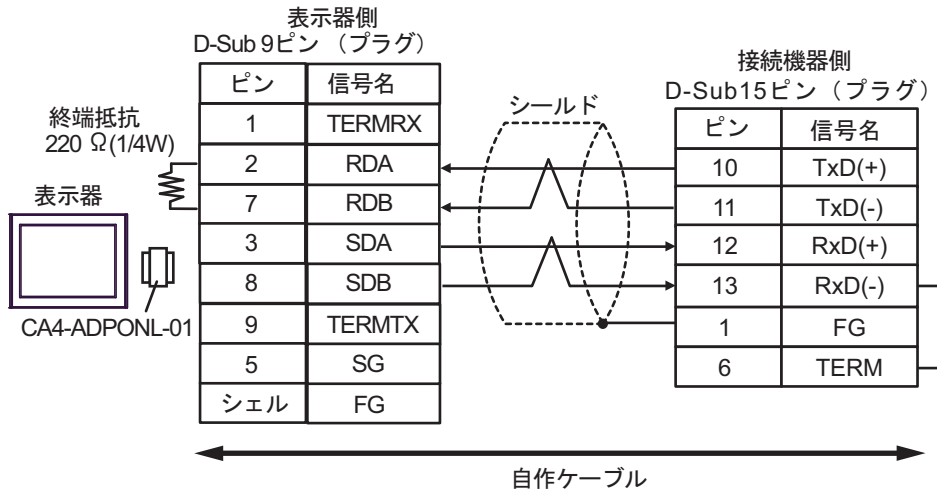 表示器側
D-Sub 9ピン （プラグ）
ピン 信号名
1 TERMRX
2 RDA
7 RDB
3 SDA
8 SDB
9 TERMTX
5 SG
シェル FG
終端抵抗
220 Ω(1/4W)
表示器
CA4-ADPONL-01
シールド
接続機器側
D-Sub15ピン（プラグ）
ピン 信号名
10 TxD(+)
11 TxD(-)
12 RxD(+)
13 RxD(-)
1 FG
6 TERM
自作ケーブル